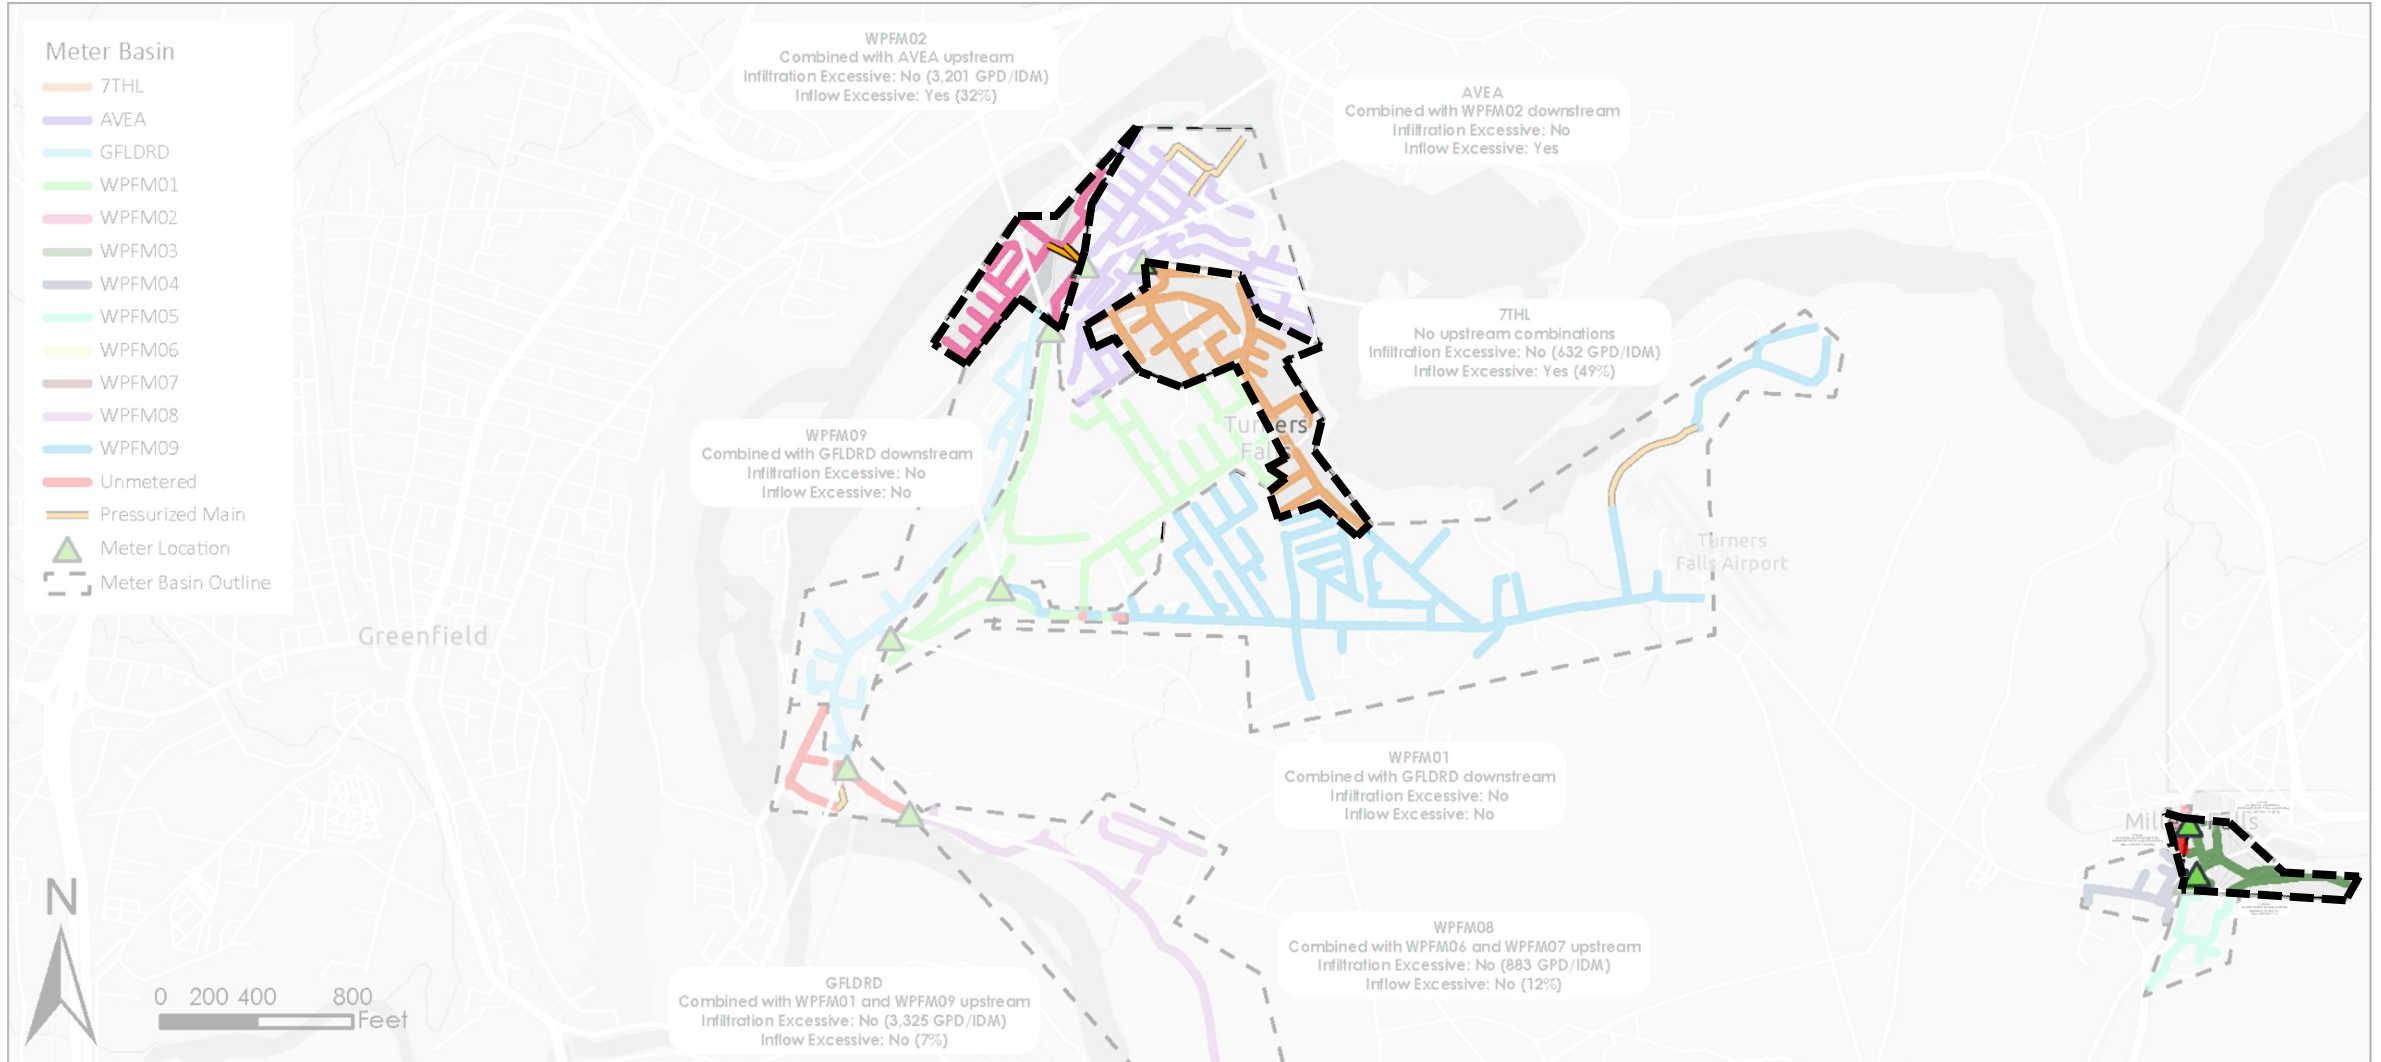 Meter Basin
7THL
AVEA
GFLDRD
WPFM01
WPFM02
WPFM03
WPFM04
WPFM05
WPFM06
WPFM07
WPFM08
WPFM09
Unmetered
Pressurized Main
Meter Location
Meter Basin Outline
WPFM02
Combined with AVEA upstream
Infiltration Excessive: No (3,201 GPD/IDM)
Inflow Excessive: Yes (32%)
AVEA
Combined with WPFM02 downstream
Infiltration Excessive: No
Inflow Excessive: Yes
7THL
No upstream combinations
Infiltration Excessive: No (632 GPD/IDM)
Inflow Excessive: Yes (49%)
Turners
Falls
WPFM09
Combined with GFLDRD downstream
Infiltration Excessive: No
Inflow Excessive: No
Turners
Falls Airport
Greenfield
WPFM01
Combined with GFLDRD downstream
Infiltration Excessive: No
Inflow Excessive: No
WPFM08
Combined with WPFM06 and WPFM07 upstream
Infiltration Excessive: No (883 GPD/IDM)
Inflow Excessive: No (12%)
GFLDRD
Combined with WPFM01 and WPFM09 upstream
Infiltration Excessive: No (3,325 GPD/IDM)
Inflow Excessive: No (7%)
N
0 200 400 800
Feet